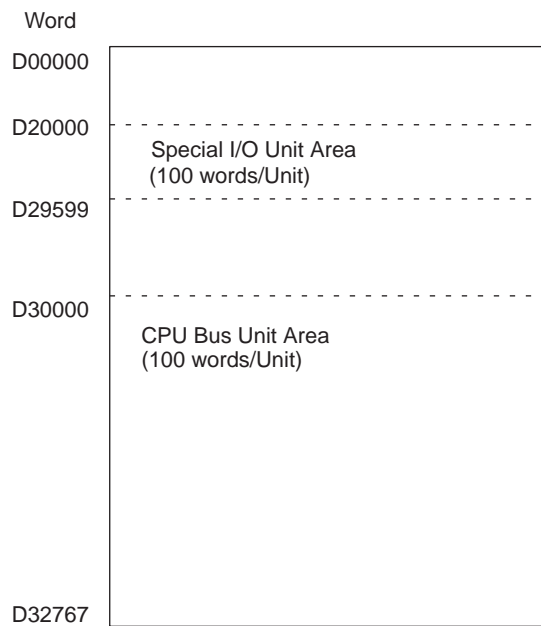 Word
D00000
D20000
Special I/O Unit Area
(100 words/Unit)
D29599
D30000
CPU Bus Unit Area
(100 words/Unit)
D32767